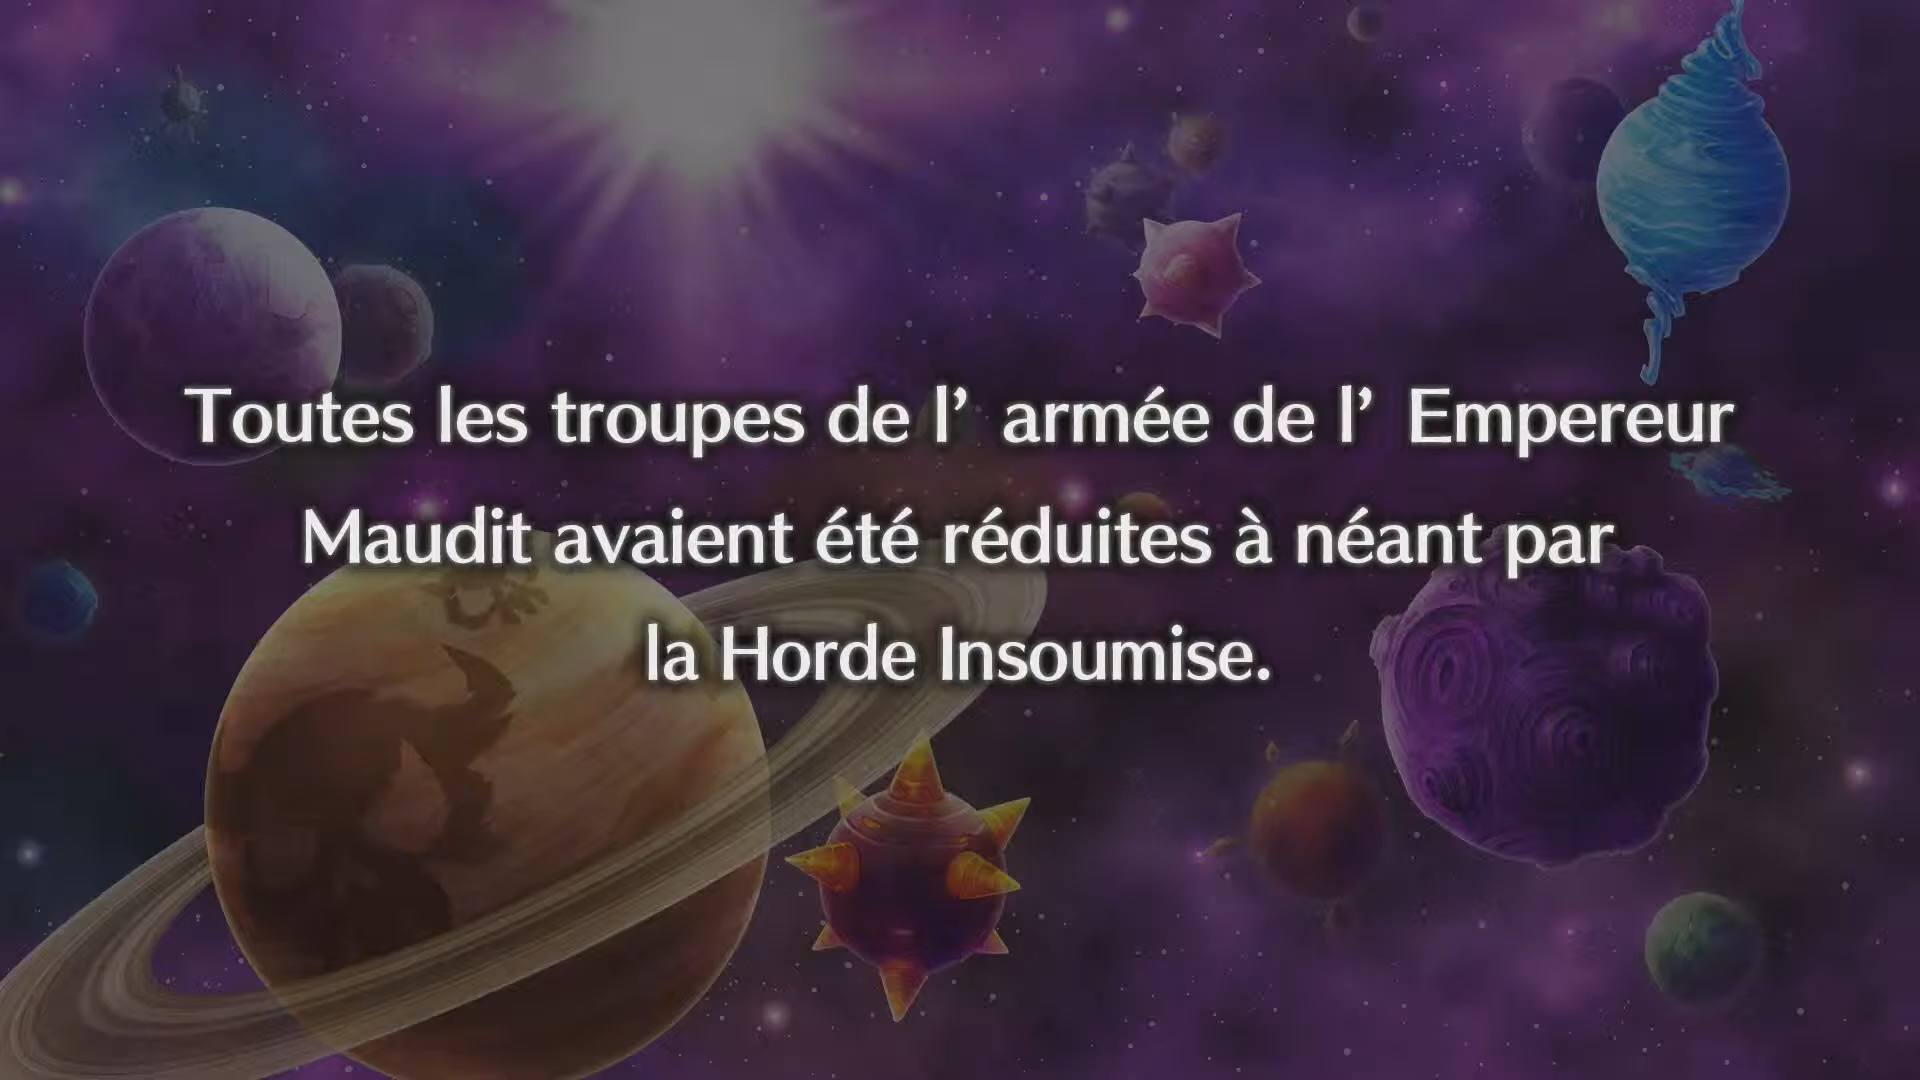 Toutes les troupes de l’ armée de l’ Empereur
Maudit avaient été réduites à néant par
la Horde Insoumise.